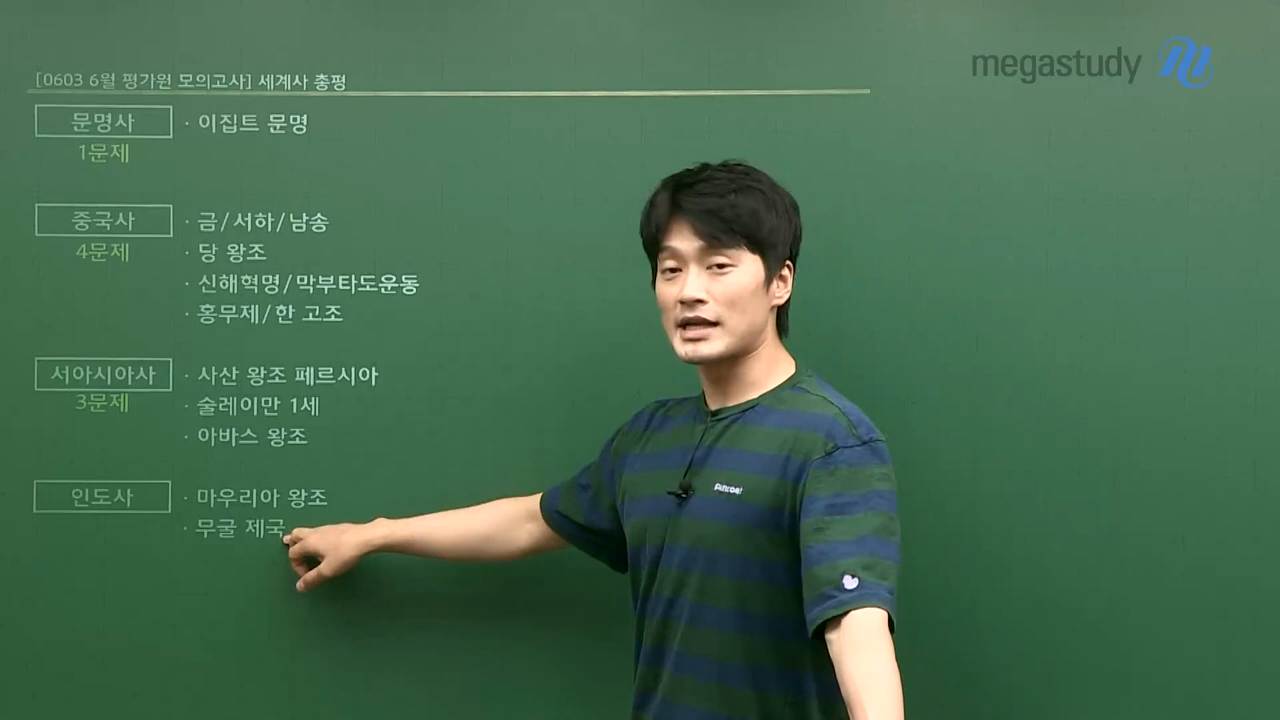 megastudy
[0603 6월 평가원 모의고사] 세계사 총평
문명사 · 이집트 문명
1문제
중국사 · 금/서하/남송
4문제 · 당 왕조
· 신해혁명/막부타도운동
· 홍무제/한 고조
서아시아사 · 사산 왕조 페르시아
3문제 · 술레이만 1세
· 아바스 왕조
인도사 · 마우리아 왕조
· 무굴 제국